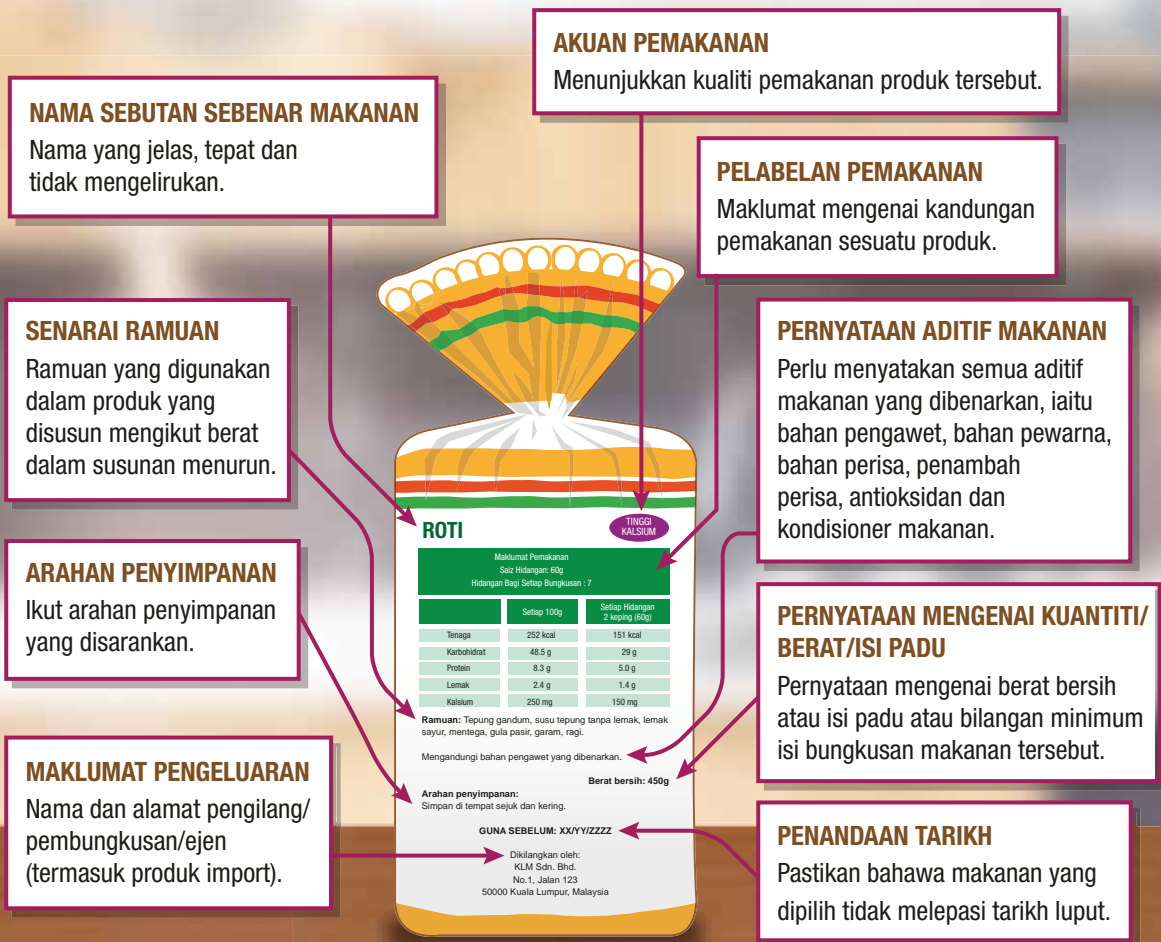 AKUAN PEMAKANAN
Menunjukkan kualiti pemakanan produk tersebut.
NAMA SEBUTAN SEBENAR MAKANAN
Nama yang jelas, tepat dan
tidak mengelirukan.
PELABELAN PEMAKANAN
Maklumat mengenai kandungan
pemakanan sesuatu produk.
SENARAI RAMUAN
Ramuan yang digunakan
dalam produk yang
disusun mengikut berat
dalam susunan menurun.
PERNYATAAN ADITIF MAKANAN
Perlu menyatakan semua aditif
makanan yang dibenarkan, iaitu
bahan pengawet, bahan pewarna,
bahan perisa, penambah
perisa, antioksidan dan
kondisioner makanan.
ARAHAN PENYIMPANAN
Ikut arahan penyimpanan
yang disarankan.
PERNYATAAN MENGENAI KUANTITI/
BERAT/ISI PADU
Pernyataan mengenai berat bersih
atau isi padu atau bilangan minimum
isi bungkusan makanan tersebut.
MAKLUMAT PENGELUARAN
Nama dan alamat pengilang/
pembungkusan/ejen
(termasuk produk import).
PENANDAAN TARIKH
Pastikan bahawa makanan yang
dipilih tidak melepasi tarikh luput.
ROTI
TINGGI
KALSIUM
Maklumat Pemakanan
Saiz Hidangan: 60g
Hidangan Bagi Setiap Bungkusan : 7
Setiap 100g Setiap Hidangan
2 keping (60g)
Tenaga 252 kcal 151 kcal
Karbohidrat 48.5 g 29 g
Protein 8.3 g 5.0 g
Lemak 2.4 g 1.4 g
Kalsium 250 mg 150 mg
Ramuan: Tepung gandum, susu tepung tanpa lemak, lemak
sayur, mentega, gula pasir, garam, ragi.
Mengandungi bahan pengawet yang dibenarkan.
Berat bersih: 450g
Arahan penyimpanan:
Simpan di tempat sejuk dan kering.
GUNA SEBELUM: XX/YY/ZZZZ
Dikilangkan oleh:
KLM Sdn. Bhd.
No.1, Jalan 123
50000 Kuala Lumpur, Malaysia